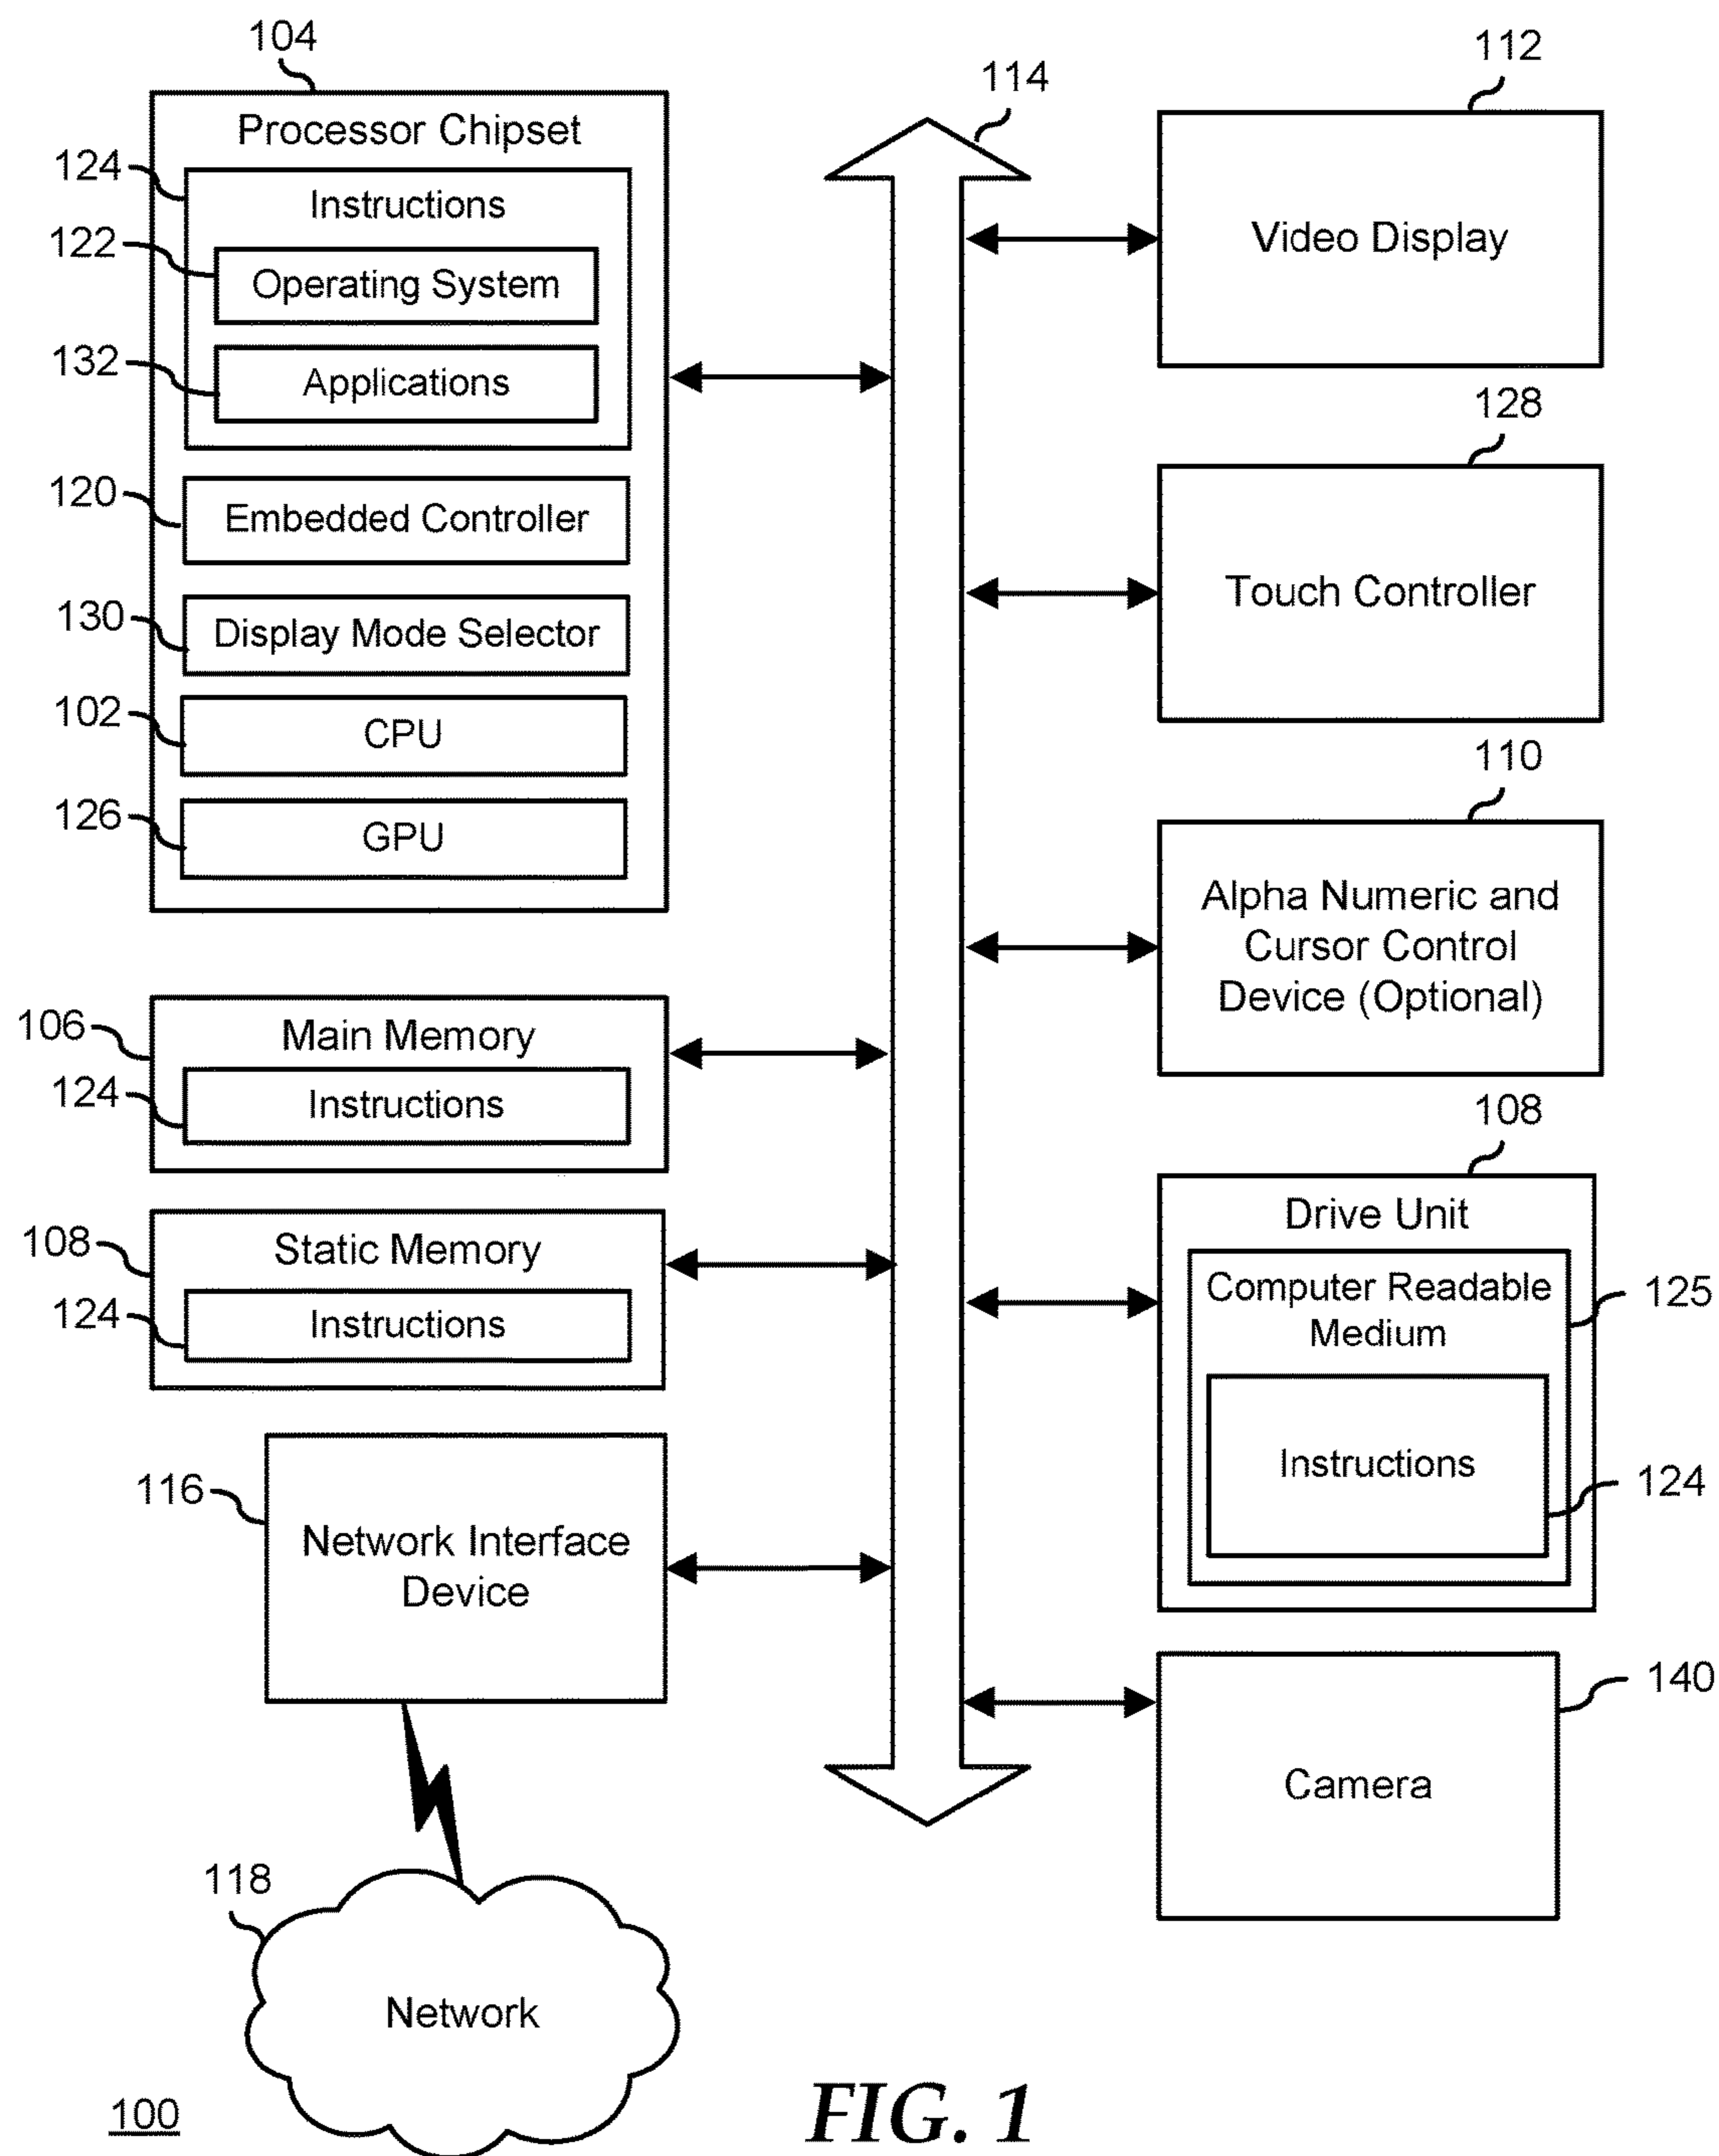 104
Processor Chipset
124
Instructions
122
Operating System
132
Applications
120
Embedded Controller
130
Display Mode Selector
102
CPU
126
GPU
106
Main Memory
124
Instructions
108
Static Memory
124
Instructions
116
Network Interface
Device
118
Network
100
114
112
Video Display
128
Touch Controller
110
Alpha Numeric and
Cursor Control
Device (Optional)
108
Drive Unit
Computer Readable
Medium
125
Instructions
124
140
Camera
FIG. 1